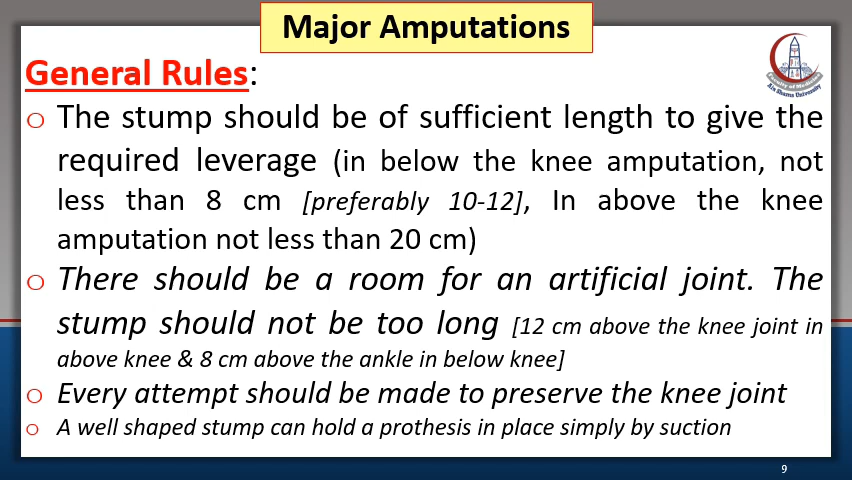 Major Amputations
General Rules:
o The stump should be of sufficient length to give the
required leverage (in below the knee amputation, not
less than 8 cm [preferably 10-12], In above the knee
amputation not less than 20 cm)
o There should be a room for an artificial joint. The
stump should not be too long [12 cm above the knee joint in
above knee & 8 cm above the ankle in below knee]
o Every attempt should be made to preserve the knee joint
o A well shaped stump can hold a prothesis in place simply by suction
Ain Shams University
9